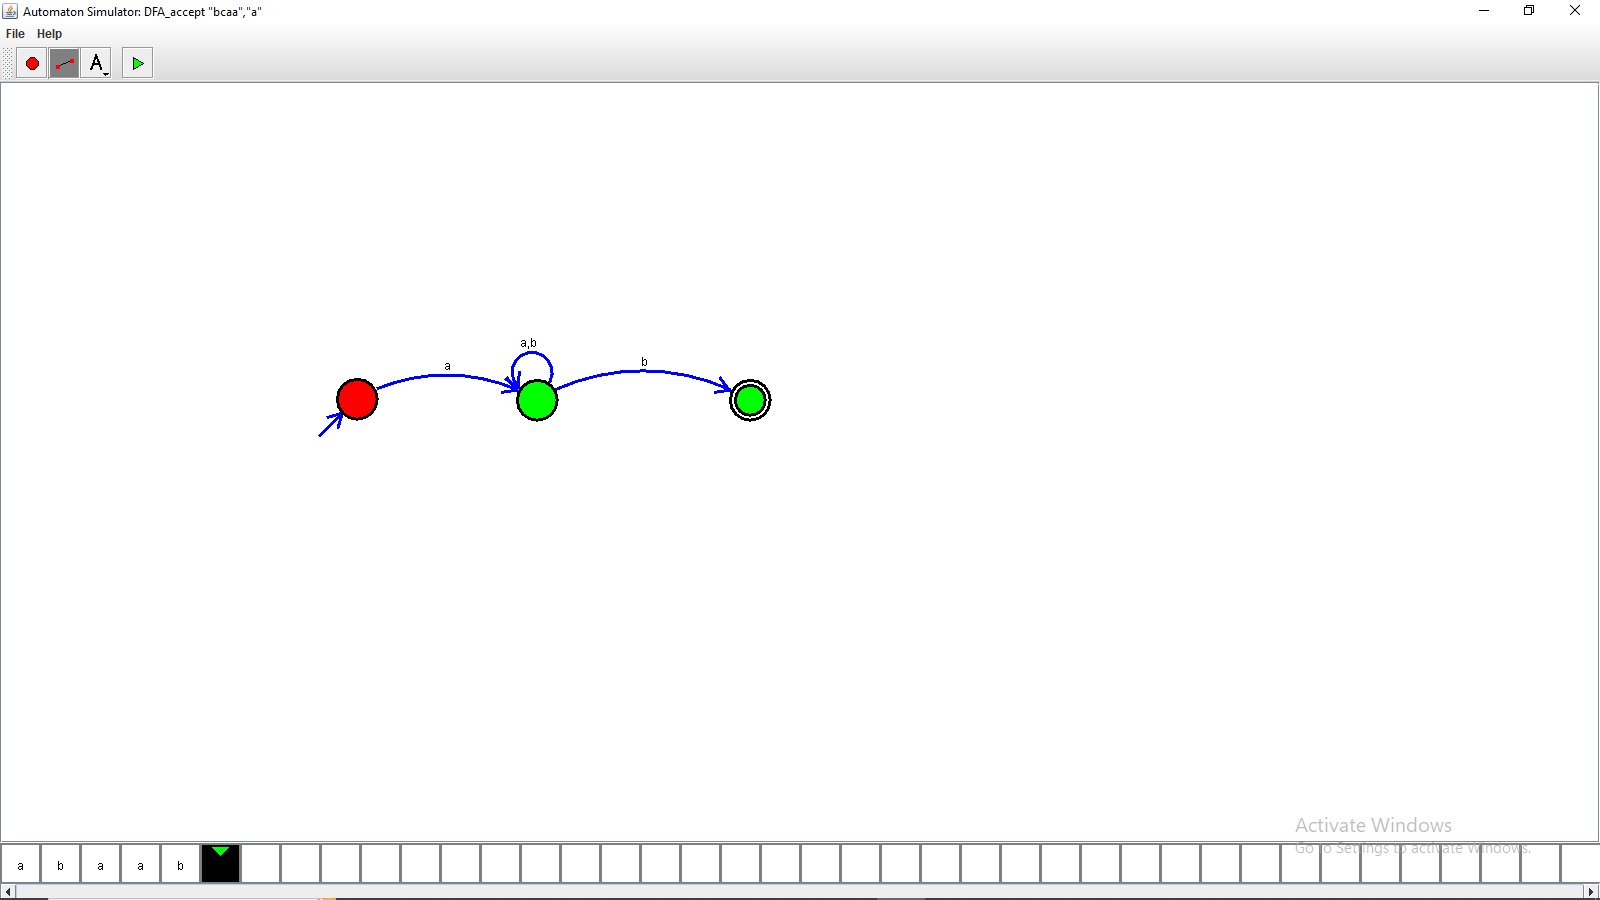 Automaton Simulator: DFA_accept "bcaa","a"
File Help
A
a,b
a
b
Activate Windows
Go to Settings to activate Windows.
a b a a b